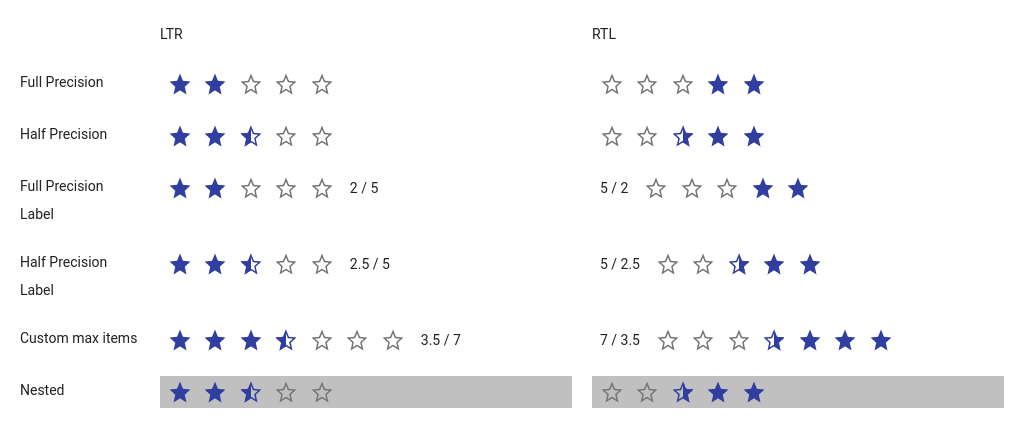 LTR RTL
Full Precision
Half Precision
Full Precision Label 2 / 5 5 / 2
Half Precision Label 2.5 / 5 5 / 2.5
Custom max items 3.5 / 7 7 / 3.5
Nested